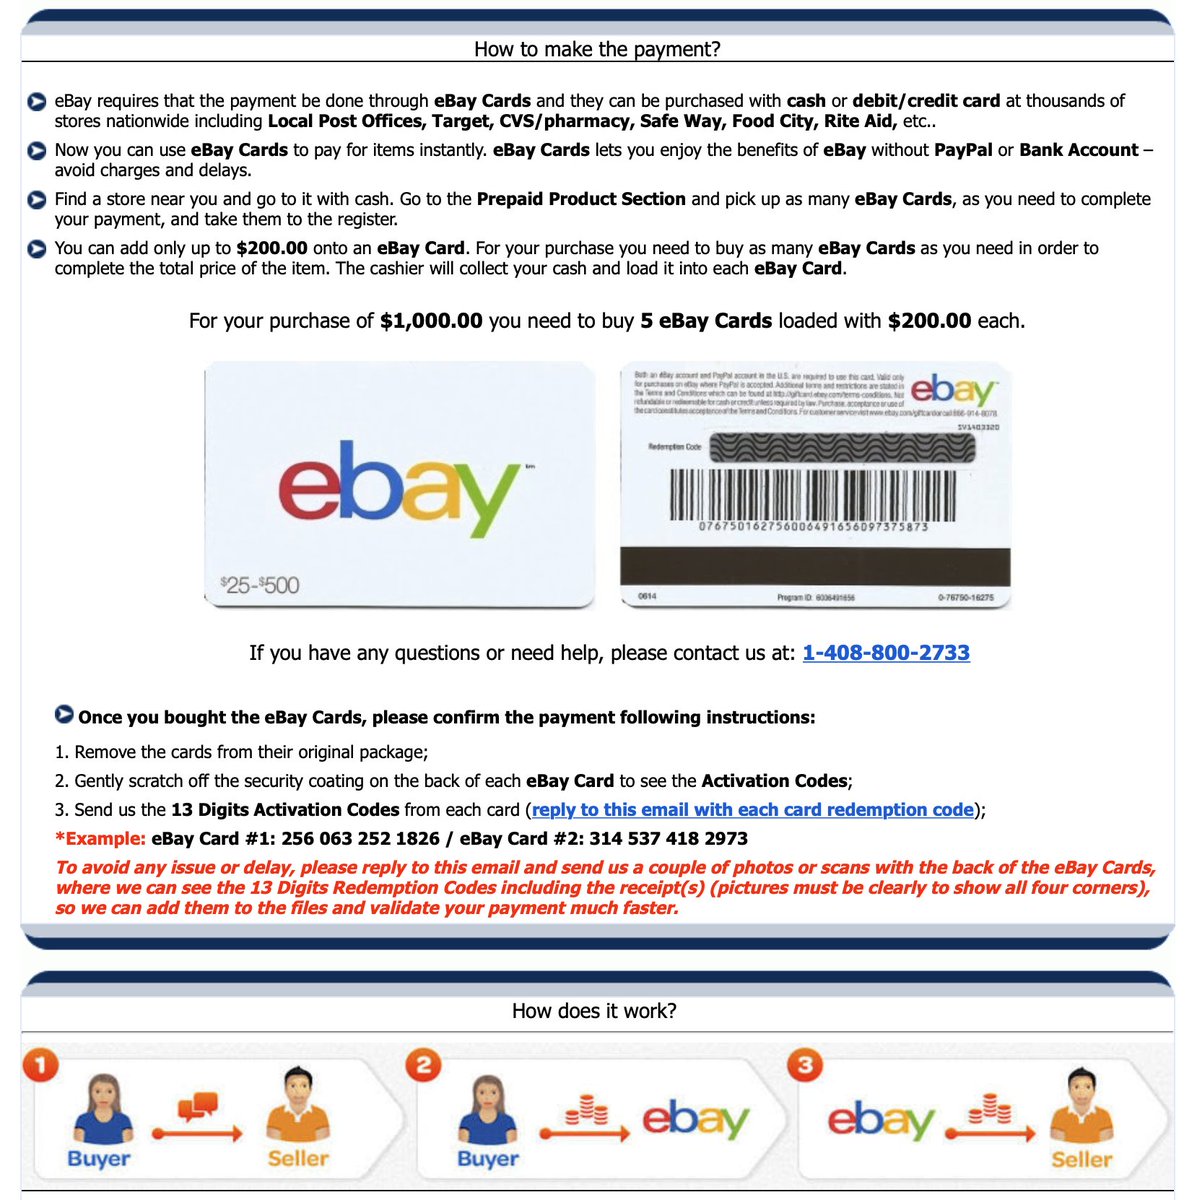 How to make the payment?
eBay requires that the payment be done through eBay Cards and they can be purchased with cash or debit/credit card at thousands of
stores nationwide including Local Post Offices, Target, CVS/pharmacy, Safe Way, Food City, Rite Aid, etc..
Now you can use eBay Cards to pay for items instantly. eBay Cards lets you enjoy the benefits of eBay without PayPal or Bank Account –
avoid charges and delays.
Find a store near you and go to it with cash. Go to the Prepaid Product Section and pick up as many eBay Cards, as you need to complete
your payment, and take them to the register.
You can add only up to $200.00 onto an eBay Card. For your purchase you need to buy as many eBay Cards as you need in order to
complete the total price of the item. The cashier will collect your cash and load it into each eBay Card.
For your purchase of $1,000.00 you need to buy 5 eBay Cards loaded with $200.00 each.
ebay™
$25-$500
Both an eBay account and PayPal account in the U.S. are required to use this card. Valid only
for purchases on eBay where PayPal is accepted. Additional terms and restrictions are stated in
the Terms and Conditions which can be found at http://giftcard.ebay.com/terms-conditions. Not
refundable or redeemable for cash or credit unless required by law. Purchase, acceptance or use of
the card constitutes acceptance of the Terms and Conditions. For customer service visit www.ebay.com/giftcard or call 866-914-8078
ebay™
SV1403320
Redemption Code
076750162756006491656097375873
0614
Program ID: 6006491656
0-76750-16275
If you have any questions or need help, please contact us at: 1-408-800-2733
Once you bought the eBay Cards, please confirm the payment following instructions:
1. Remove the cards from their original package;
2. Gently scratch off the security coating on the back of each eBay Card to see the Activation Codes;
3. Send us the 13 Digits Activation Codes from each card (reply to this email with each card redemption code);
*Example: eBay Card #1: 256 063 252 1826 / eBay Card #2: 314 537 418 2973
To avoid any issue or delay, please reply to this email and send us a couple of photos or scans with the back of the eBay Cards,
where we can see the 13 Digits Redemption Codes including the receipt(s) (pictures must be clearly to show all four corners),
so we can add them to the files and validate your payment much faster.
How does it work?
1
Buyer
Seller
2
Buyer
ebay
3
ebay
Seller